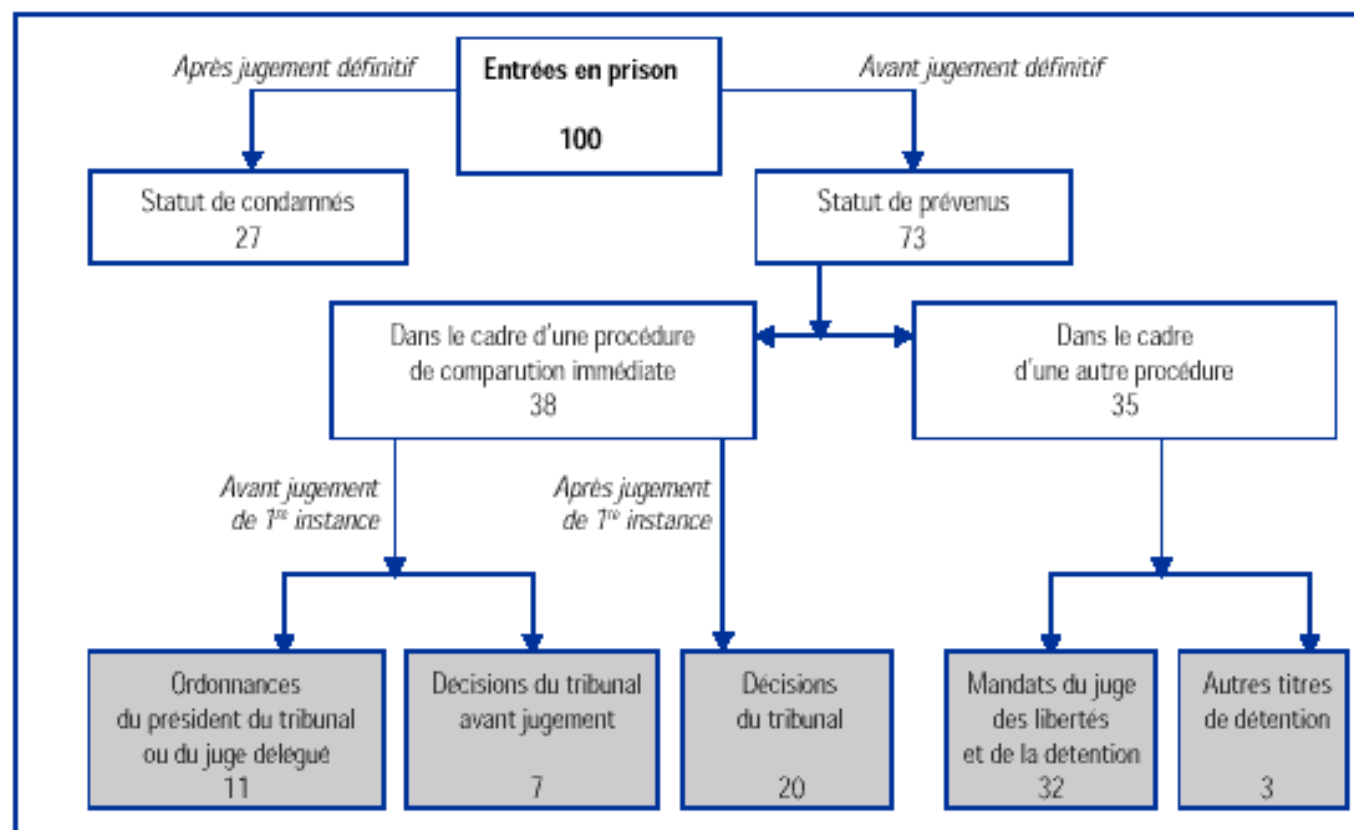 Après jugement définitif
Entrées en prison
100
Avant jugement définitif
Statut de condamnés
27
Statut de prévenus
73
Dans le cadre d'une procédure
de comparution immédiate
38
Dans le cadre
d'une autre procédure
35
Avant jugement
de 1re instance
Après jugement
de 1re instance
Ordonnances
du président du tribunal
ou du juge délégué
11
Décisions du tribunal
avant jugement
7
Décisions
du tribunal
20
Mandats du juge
des libertés
et de la détention
32
Autres titres
de détention
3